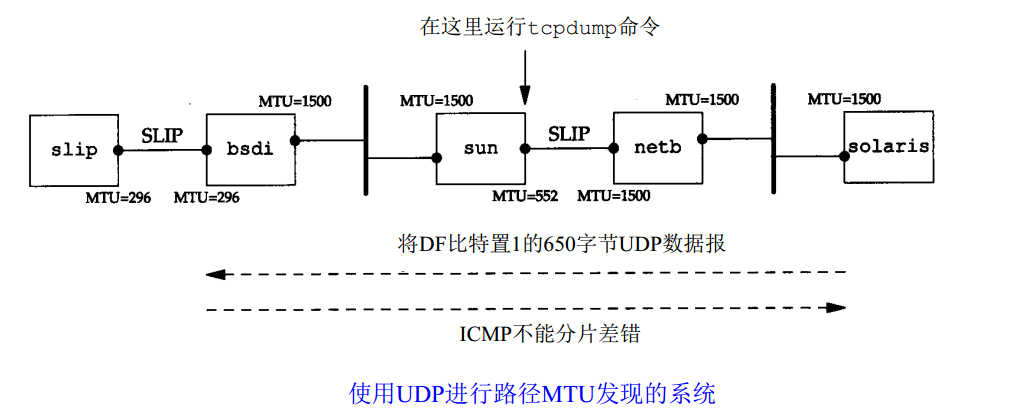 在这里运行tcpdump命令
MTU=1500 MTU=1500 MTU=1500 MTU=1500
slip SLIP bsdi sun SLIP netb solaris
MTU=296 MTU=296 MTU=552 MTU=1500
将DF比特置1的650字节UDP数据报
ICMP不能分片差错
使用UDP进行路径MTU发现的系统